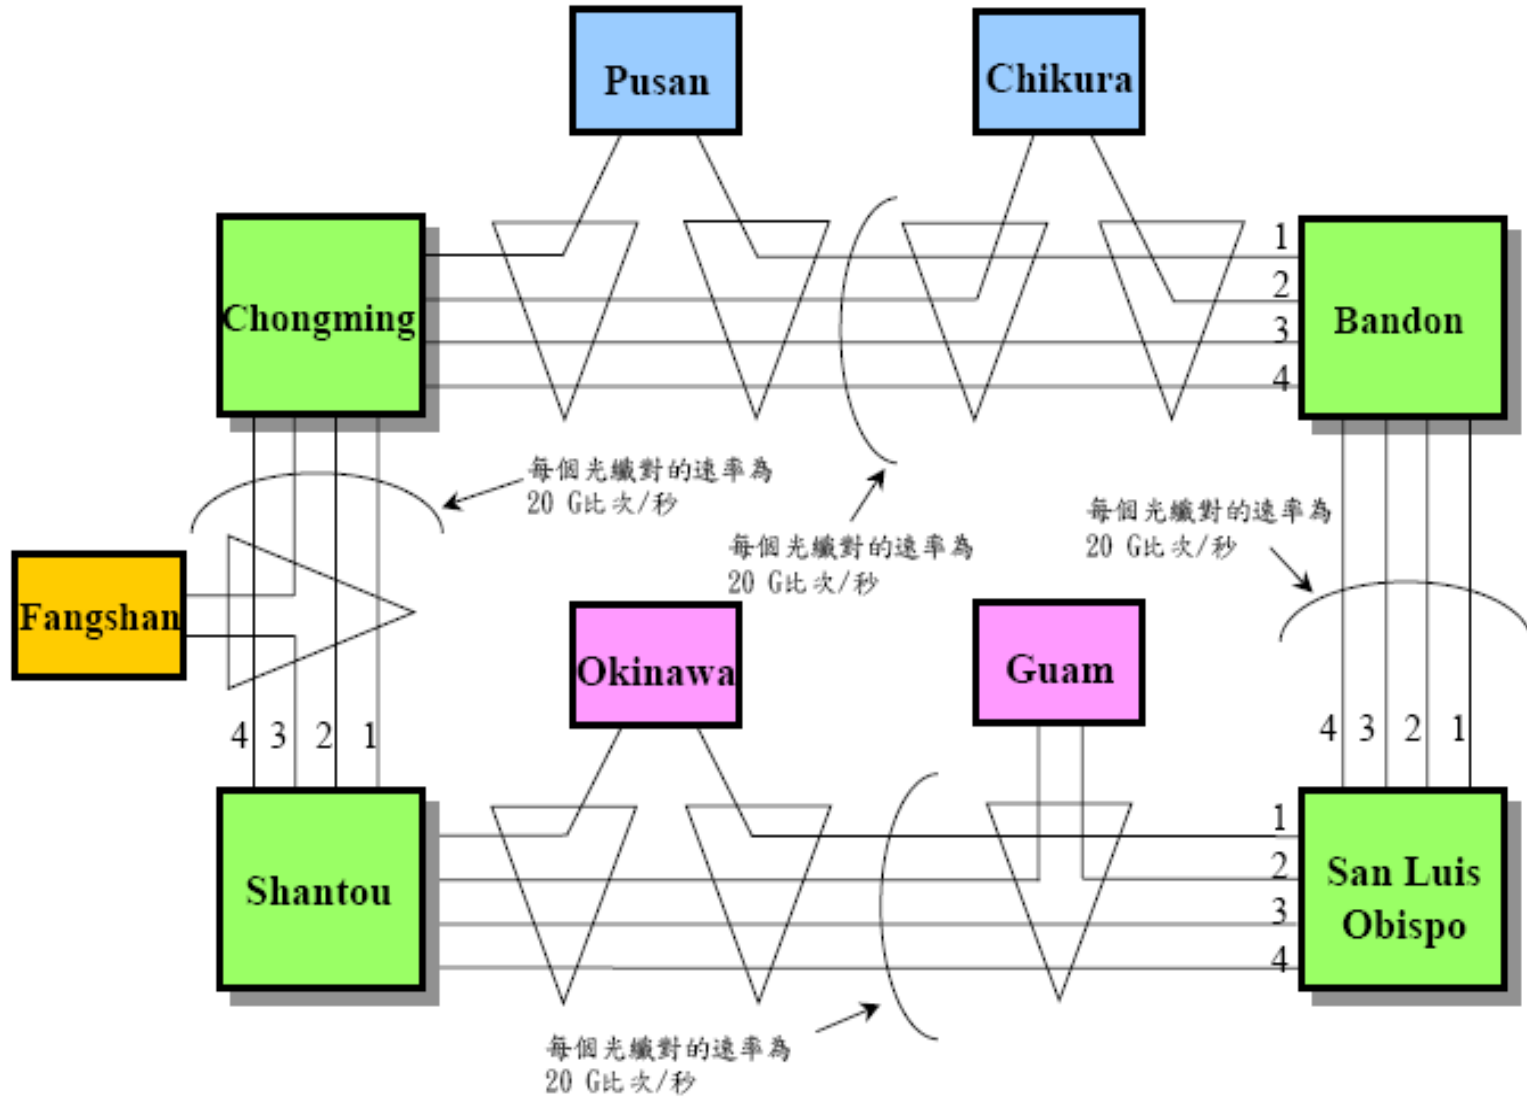 Pusan
Chikura
Chongming
1
2
3
4
Bandon
每個光纖對的速率為
20 G比次/秒
每個光纖對的速率為
20 G比次/秒
每個光纖對的速率為
20 G比次/秒
Fangshan
Okinawa
Guam
4 3 2 1
4 3 2 1
Shantou
1
2
3
4
San Luis
Obispo
每個光纖對的速率為
20 G比次/秒